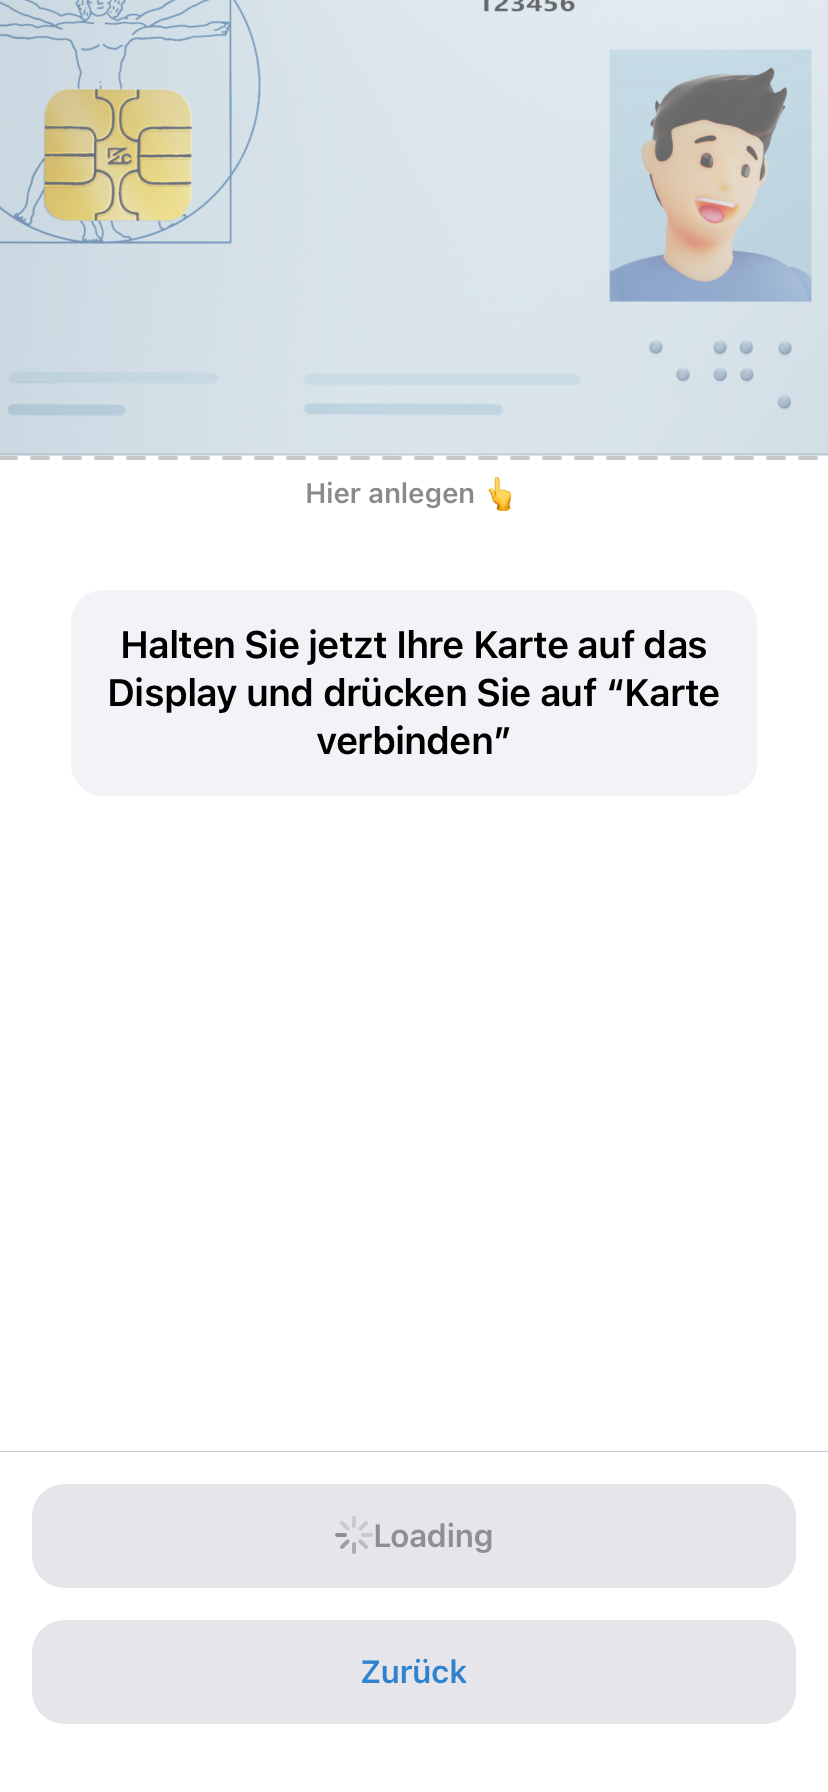 123456
Hier anlegen 👆
Halten Sie jetzt Ihre Karte auf das
Display und drücken Sie auf “Karte
verbinden”
Loading
Zurück